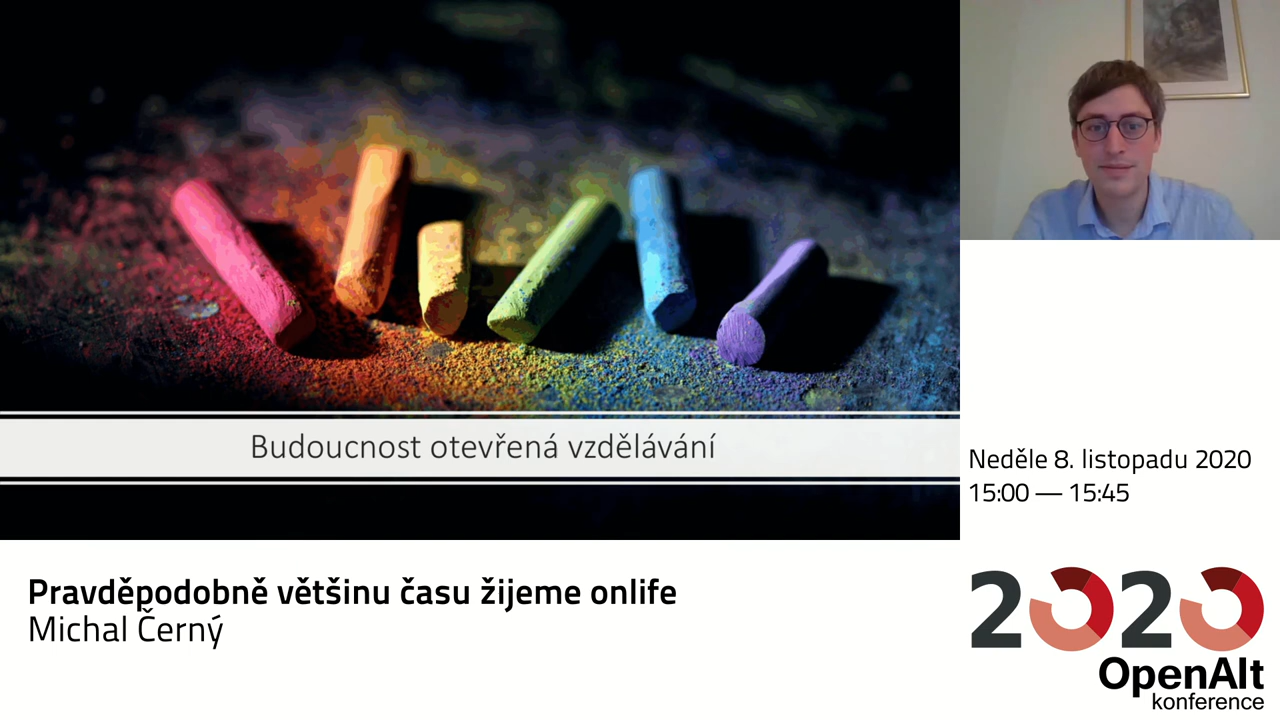 Budoucnost otevřená vzdělávání
Neděle 8. listopadu 2020
15:00 — 15:45
Pravděpodobně většinu času žijeme onlife
Michal Černý
2020
OpenAlt
konference